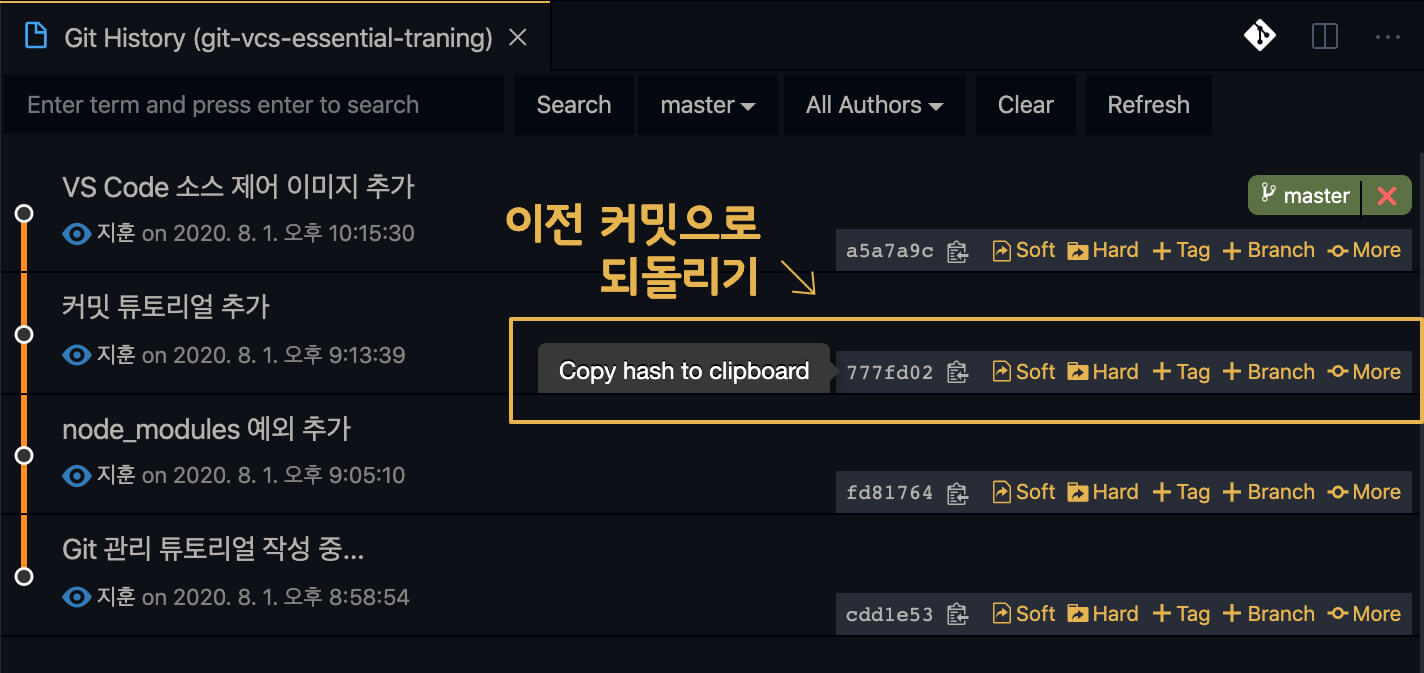 Git History (git-vcs-essential-traning)
Enter term and press enter to search Search master All Authors Clear Refresh
VS Code 소스 제어 이미지 추가
master
지훈 on 2020. 8. 1. 오후 10:15:30
a5a7a9c Soft Hard Tag Branch More
이전 커밋으로
되돌리기
커밋 튜토리얼 추가
지훈 on 2020. 8. 1. 오후 9:13:39
Copy hash to clipboard
777fd02 Soft Hard Tag Branch More
node_modules 예외 추가
지훈 on 2020. 8. 1. 오후 9:05:10
fd81764 Soft Hard Tag Branch More
Git 관리 튜토리얼 작성 중...
지훈 on 2020. 8. 1. 오후 8:58:54
cdd1e53 Soft Hard Tag Branch More